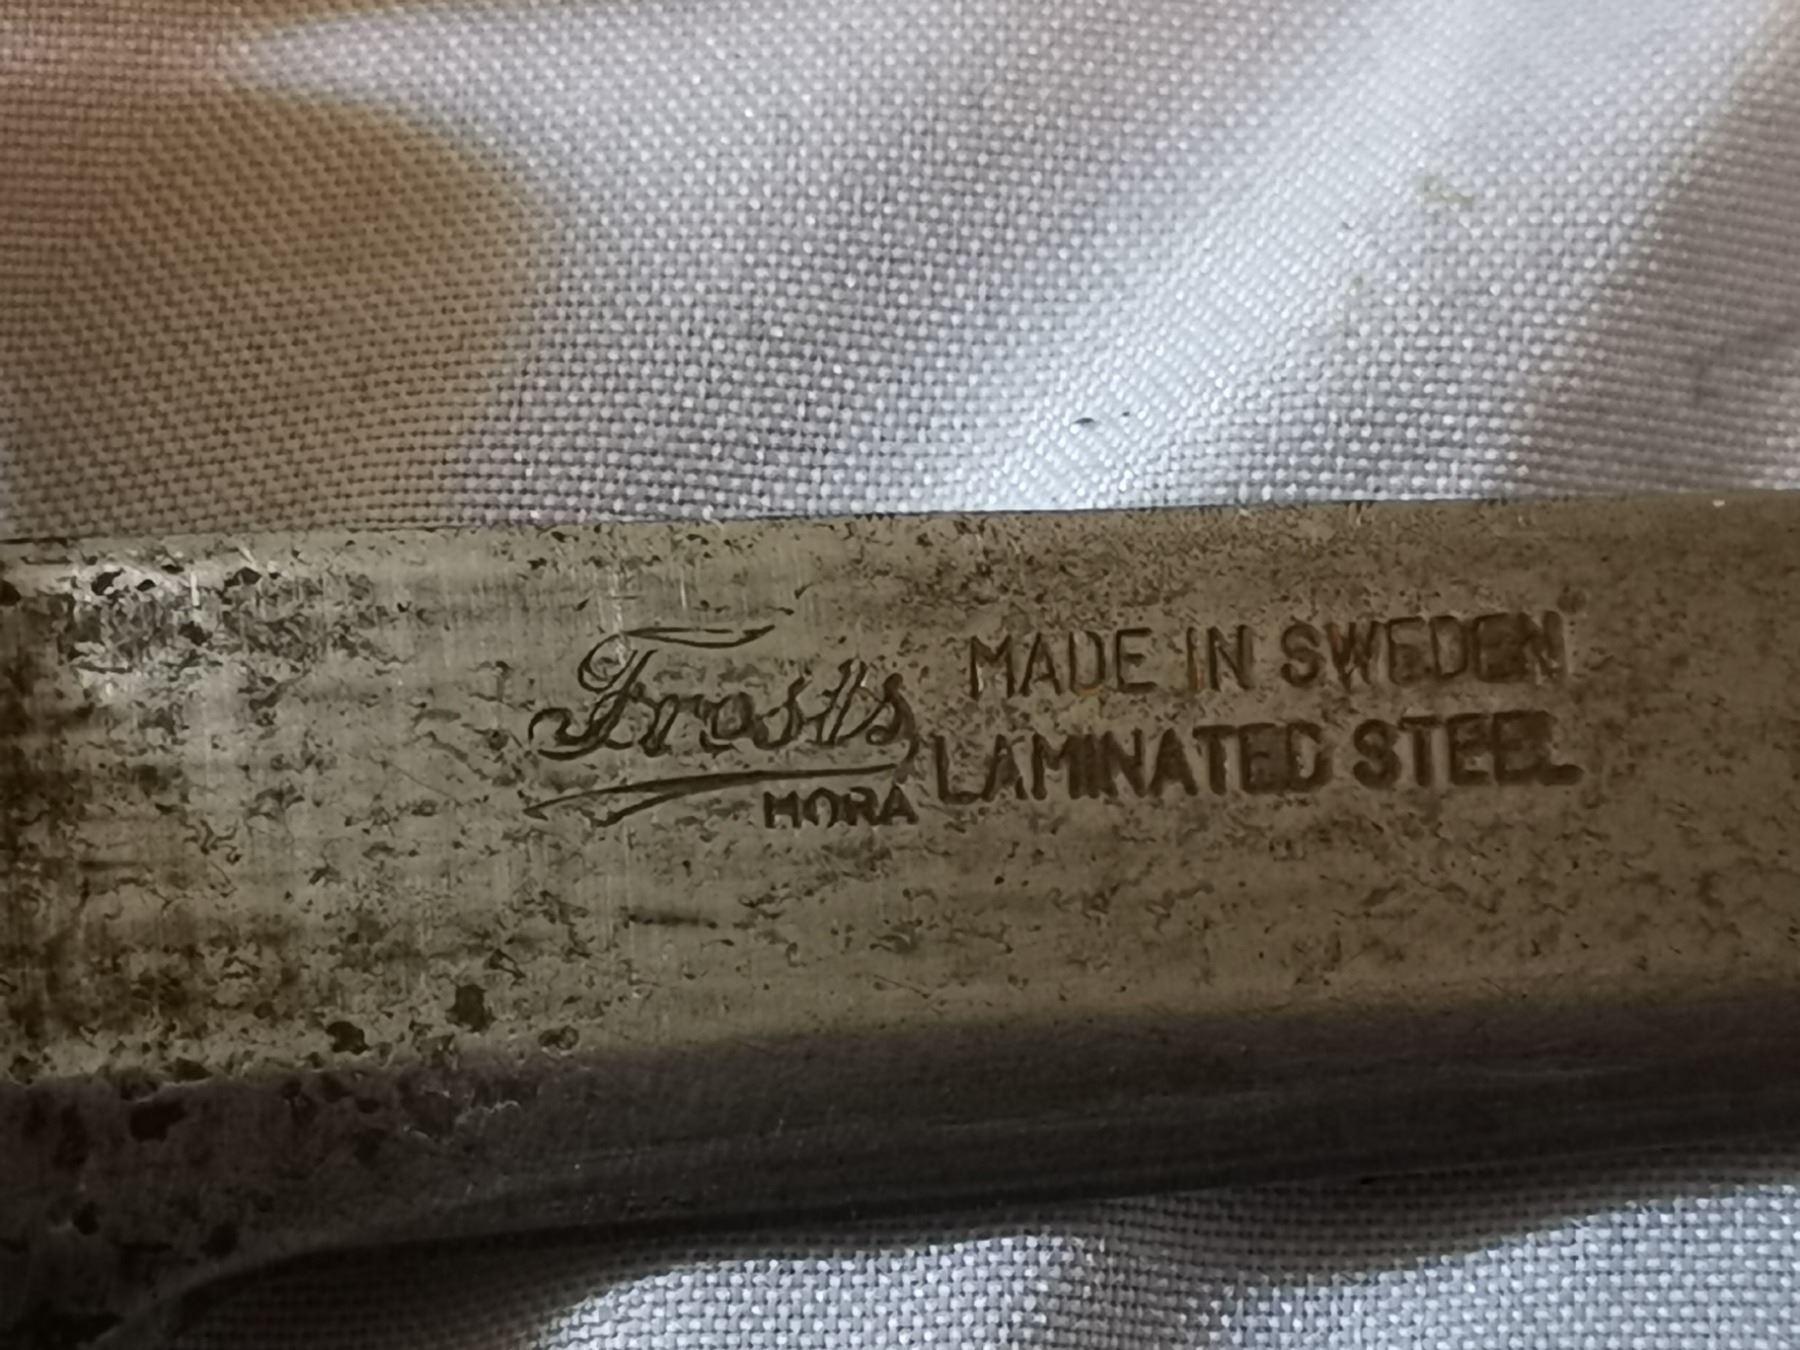 Frosts
MORA
MADE IN SWEDEN
LAMINATED STEEL